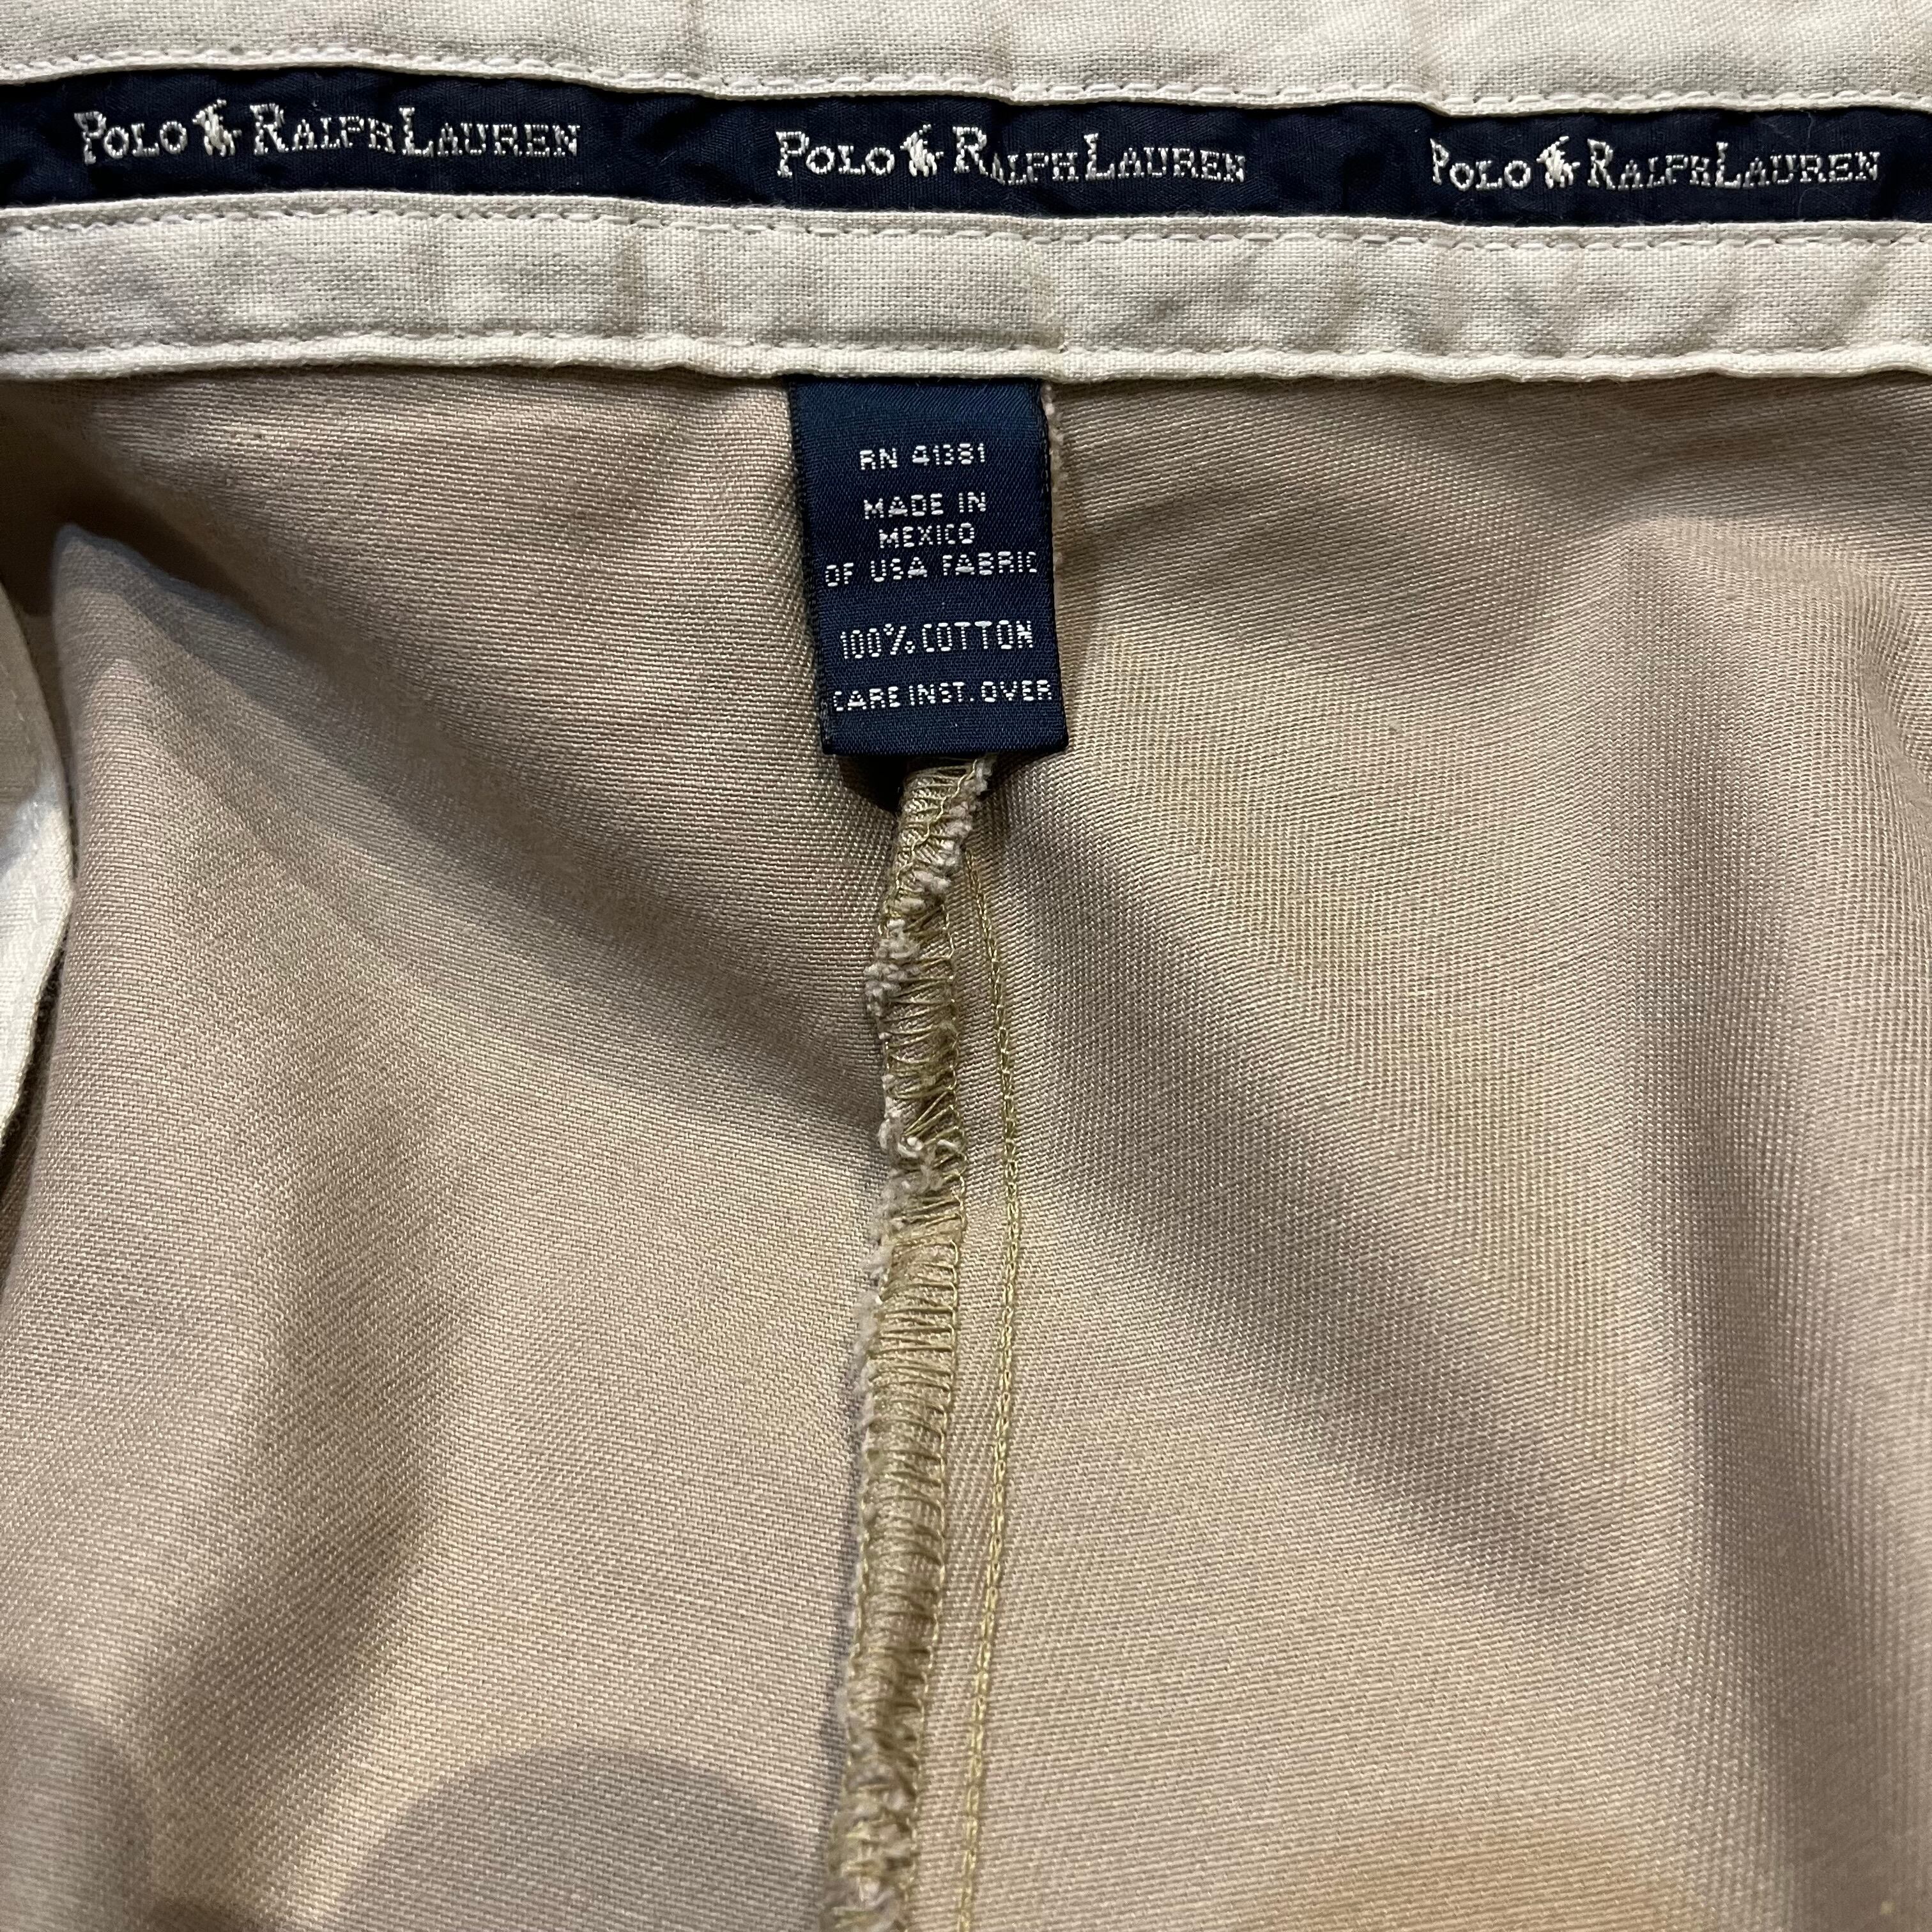 POLO RALPH LAUREN POLO RALPH LAUREN POLO RALPH LAUREN
RN 41381
MADE IN
MEXICO
OF USA FABRIC
100% COTTON
CARE INST. OVER